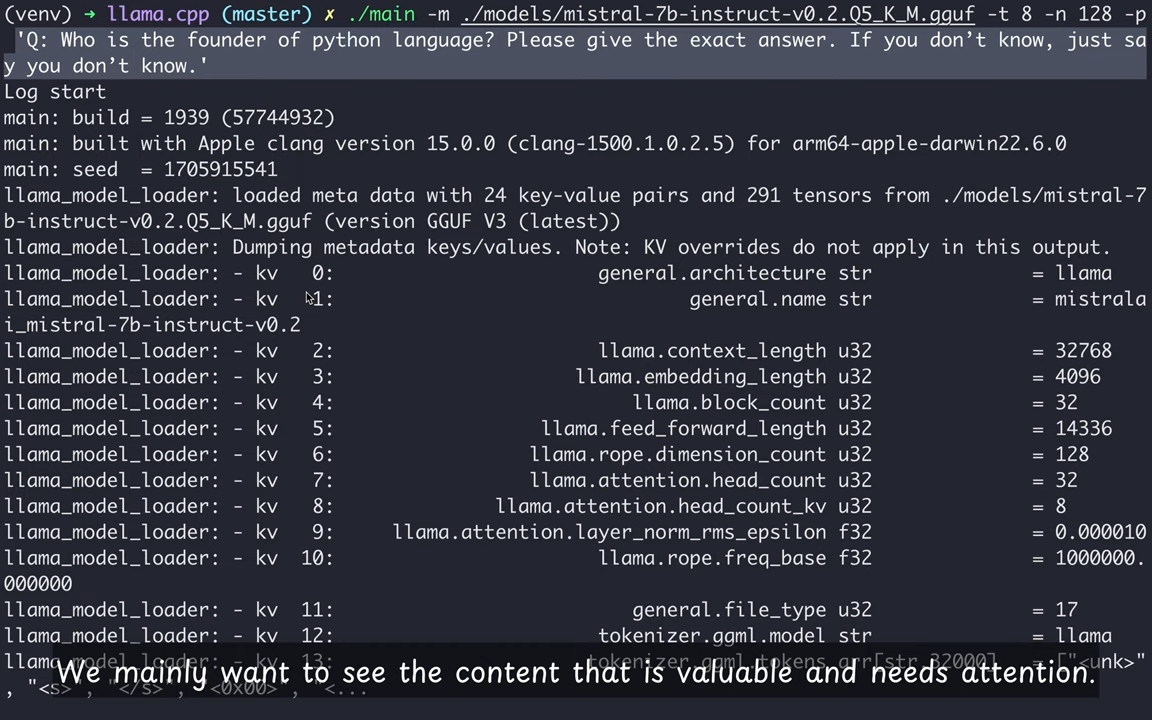 (venv) ➜ llama.cpp (master) ✗ ./main -m ./models/mistral-7b-instruct-v0.2.Q5_K_M.gguf -t 8 -n 128 -p
'Q: Who is the founder of python language? Please give the exact answer. If you don’t know, just sa
y you don’t know.'
Log start
main: build = 1939 (57744932)
main: built with Apple clang version 15.0.0 (clang-1500.1.0.2.5) for arm64-apple-darwin22.6.0
main: seed  = 1705915541
llama_model_loader: loaded meta data with 24 key-value pairs and 291 tensors from ./models/mistral-7
b-instruct-v0.2.Q5_K_M.gguf (version GGUF V3 (latest))
llama_model_loader: Dumping metadata keys/values. Note: KV overrides do not apply in this output.
llama_model_loader: - kv   0:                       general.architecture str              = llama
llama_model_loader: - kv   1:                               general.name str              = mistrala
i_mistral-7b-instruct-v0.2
llama_model_loader: - kv   2:                       llama.context_length u32              = 32768
llama_model_loader: - kv   3:                     llama.embedding_length u32              = 4096
llama_model_loader: - kv   4:                          llama.block_count u32              = 32
llama_model_loader: - kv   5:                  llama.feed_forward_length u32              = 14336
llama_model_loader: - kv   6:                 llama.rope.dimension_count u32              = 128
llama_model_loader: - kv   7:                 llama.attention.head_count u32              = 32
llama_model_loader: - kv   8:              llama.attention.head_count_kv u32              = 8
llama_model_loader: - kv   9:     llama.attention.layer_norm_rms_epsilon f32              = 0.000010
llama_model_loader: - kv  10:                       llama.rope.freq_base f32              = 1000000.
000000
llama_model_loader: - kv  11:                          general.file_type u32              = 17
llama_model_loader: - kv  12:                       tokenizer.ggml.model str              = llama
llama_model_loader: - kv  13:                      tokenizer.ggml.tokens arr[str,32000]   = ["<unk>"
, "<s>", "</s>", "<0x00>", "<...
We mainly want to see the content that is valuable and needs attention.